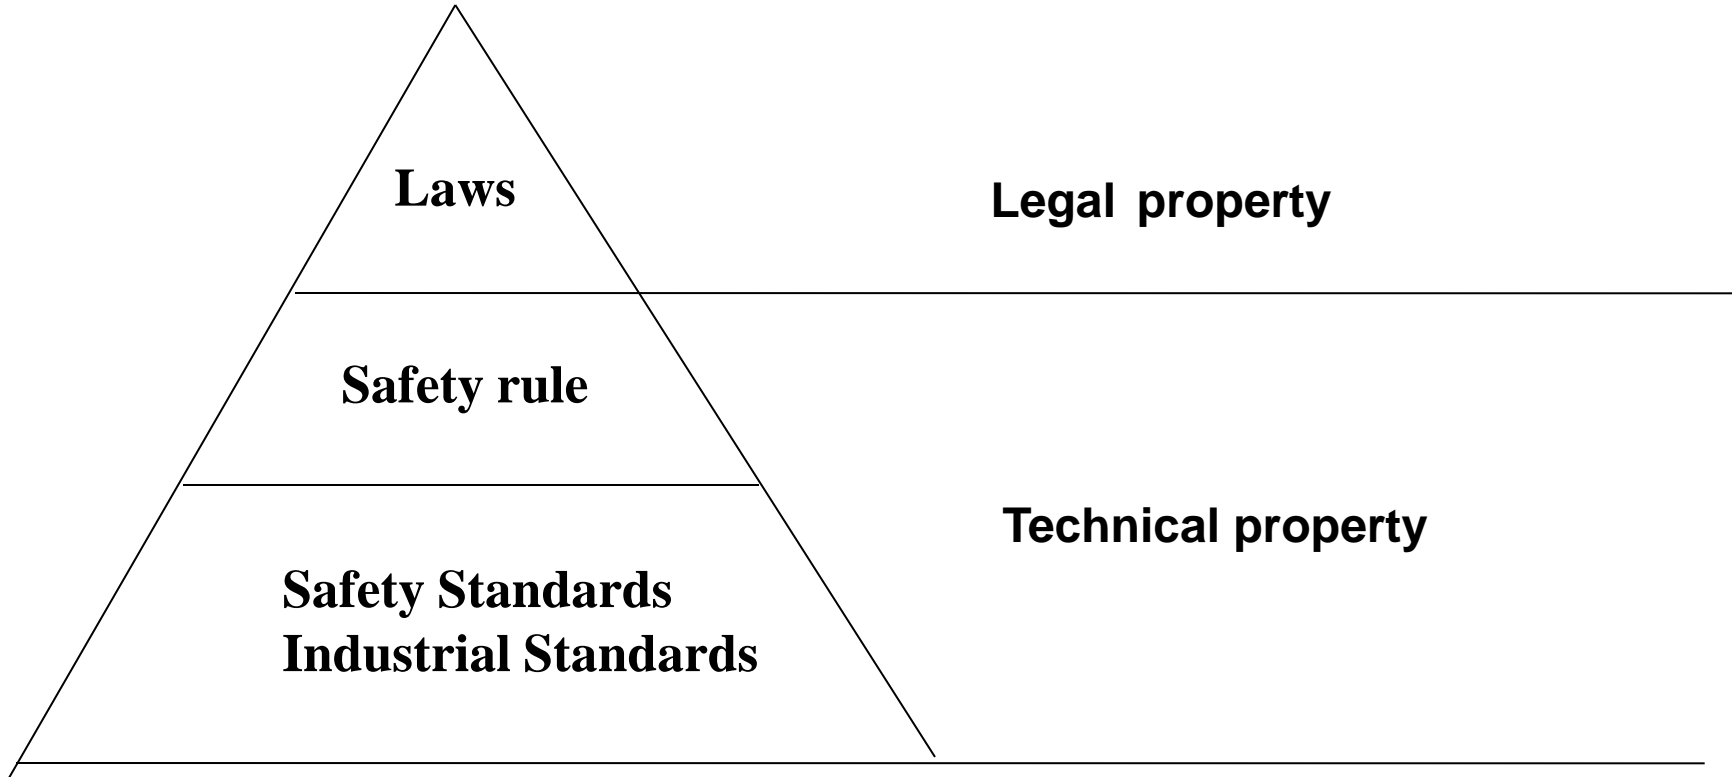 Laws
Legal property
Safety rule
Technical property
Safety Standards
Industrial Standards